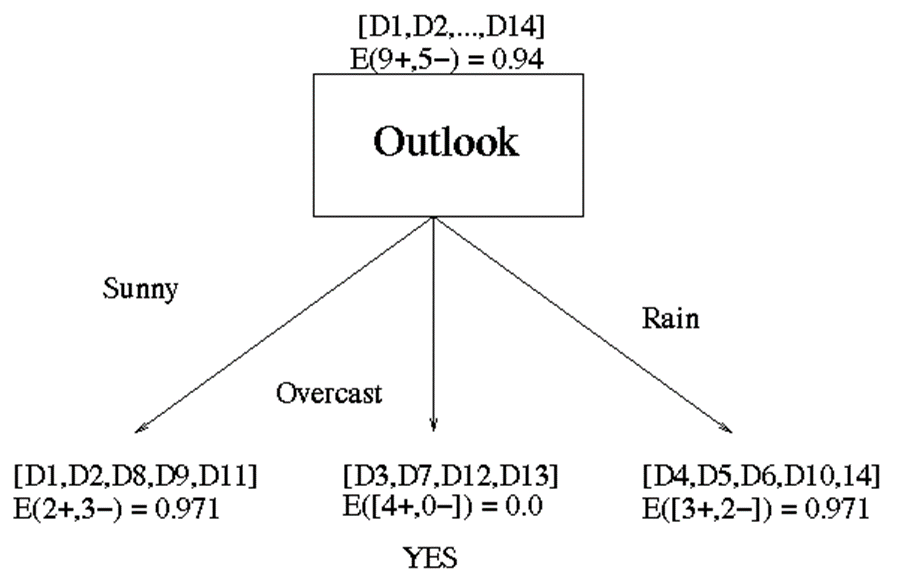 [D1,D2,...,D14]
E(9+,5−) = 0.94
Outlook
Sunny
Rain
Overcast
[D1,D2,D8,D9,D11]
E(2+,3−) = 0.971
[D3,D7,D12,D13]
E([4+,0−]) = 0.0
YES
[D4,D5,D6,D10,14]
E([3+,2−]) = 0.971